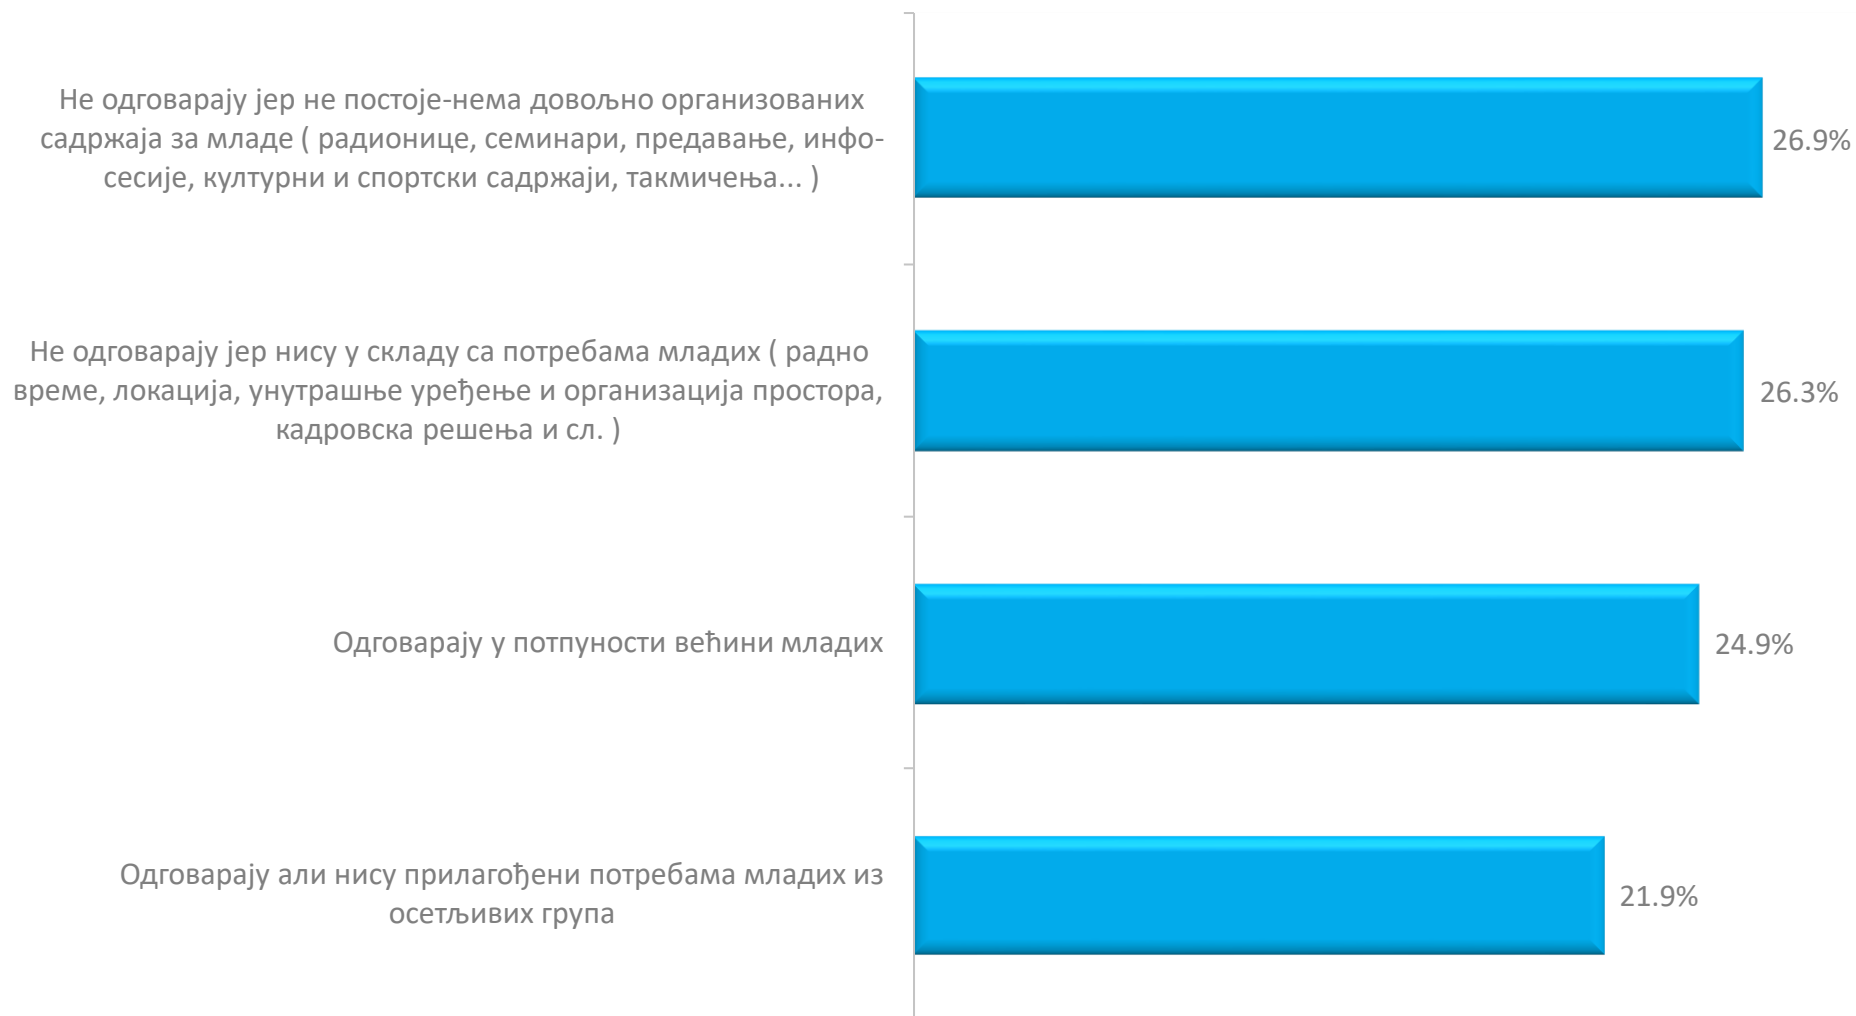 Не одговарају јер не постоје-нема довољно организованих
садржаја за младе ( радионице, семинари, предавање, инфо-
сесије, културни и спортски садржаји, такмичења... )
26.9%
Не одговарају јер нису у складу са потребама младих ( радно
време, локација, унутрашње уређење и организација простора,
кадровска решења и сл. )
26.3%
Одговарају у потпуности већини младих
24.9%
Одговарају али нису прилагођени потребама младих из
осетљивих група
21.9%